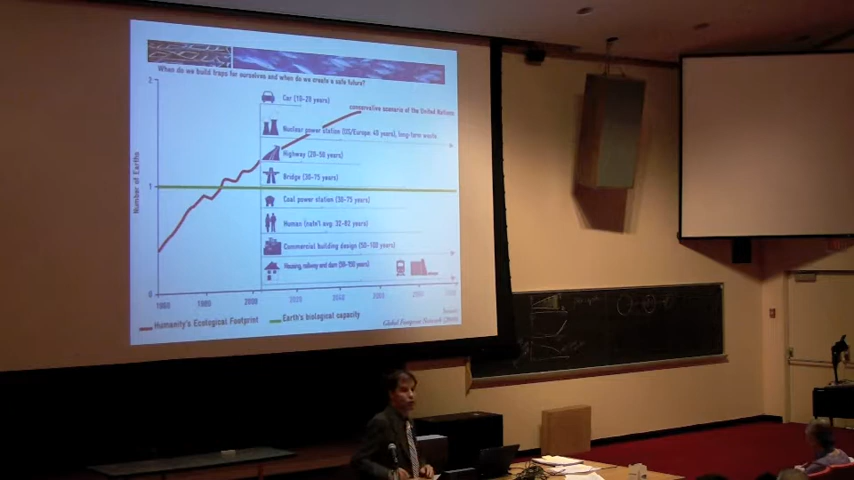 When do we build traps for ourselves and when do we create a safe future?
2
Car (15-20 years)
conservative scenario of the United Nations
Nuclear power station (US/Europe: 40 years), long-term waste
Highway (20-50 years)
Bridge (30-75 years)
Number of Earths
1
Coal power station (30-75 years)
Human (nat'l avg: 32-82 years)
Commercial building design (50-100 years)
Housing, railway and dam (50-150 years)
0
1960
2000
Humanity's Ecological Footprint
Earth's biological capacity
Global Footprint Network